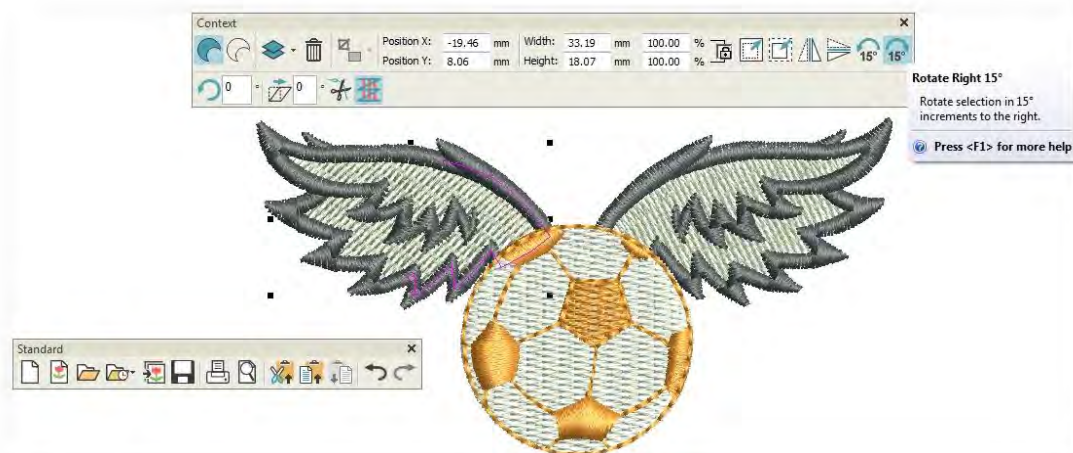 Context
Position X: -19.46 mm Width: 33.19 mm 100.00 %
Position Y: 8.06 mm Height: 18.07 mm 100.00 %
15° 15°
0 ° 0 °
Rotate Right 15°
Rotate selection in 15°
increments to the right.
Press <F1> for more help
Standard